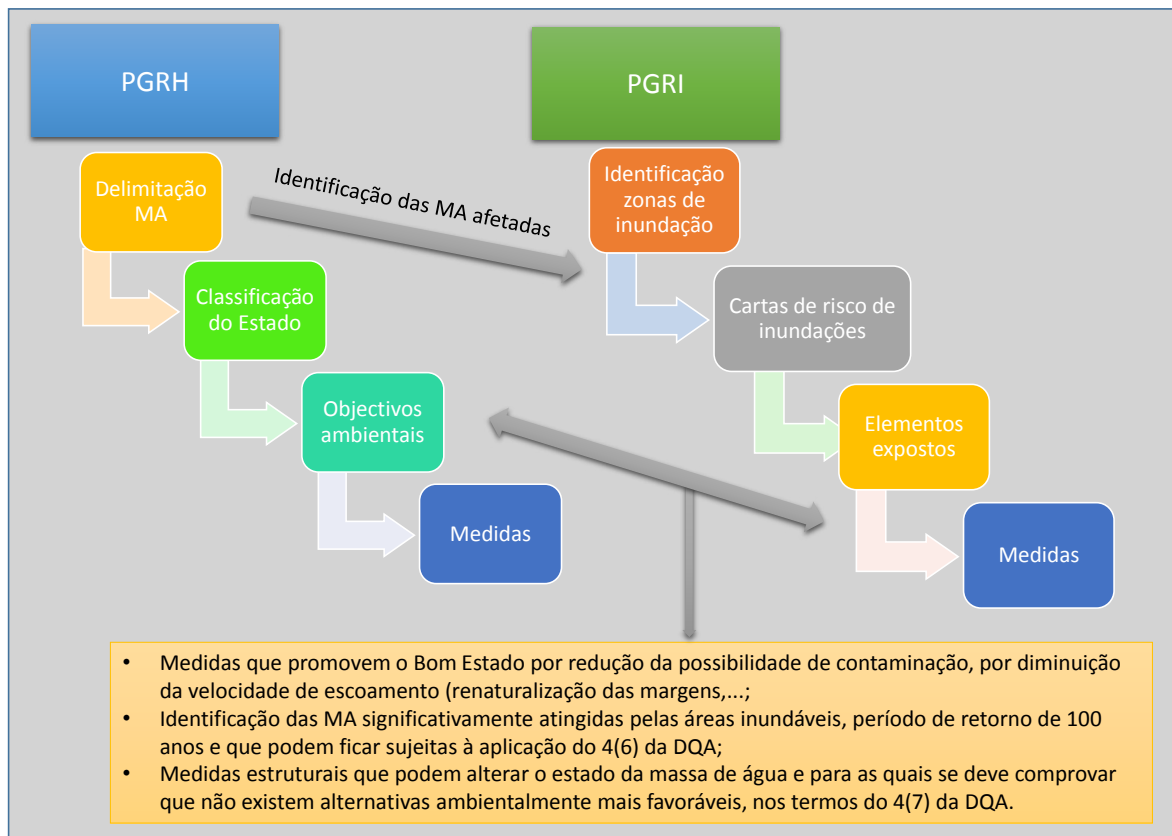 PGRH
PGRI
Delimitação
MA
Identificação das MA afetadas
Identificação
zonas de
inundação
Classificação
do Estado
Cartas de risco de
inundações
Objectivos
ambientais
Elementos
expostos
Medidas
Medidas
• Medidas que promovem o Bom Estado por redução da possibilidade de contaminação, por diminuição
da velocidade de escoamento (renaturalização das margens,...;
• Identificação das MA significativamente atingidas pelas áreas inundáveis, período de retorno de 100
anos e que podem ficar sujeitas à aplicação do 4(6) da DQA;
• Medidas estruturais que podem alterar o estado da massa de água e para as quais se deve comprovar
que não existem alternativas ambientalmente mais favoráveis, nos termos do 4(7) da DQA.